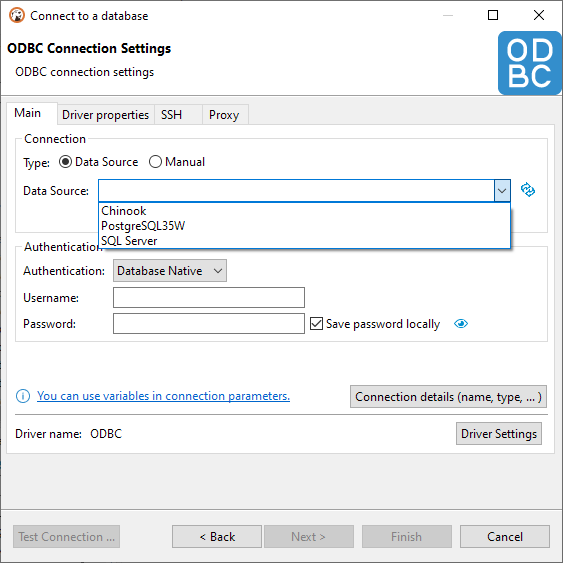 Connect to a database
ODBC Connection Settings
ODBC connection settings
OD
BC
Main Driver properties SSH Proxy
Connection
Type: Data Source Manual
Data Source:
Chinook
PostgreSQL35W
SQL Server
Authentication
Authentication: Database Native
Username:
Password: Save password locally
You can use variables in connection parameters. Connection details (name, type, ... )
Driver name: ODBC Driver Settings
Test Connection ... < Back Next > Finish Cancel